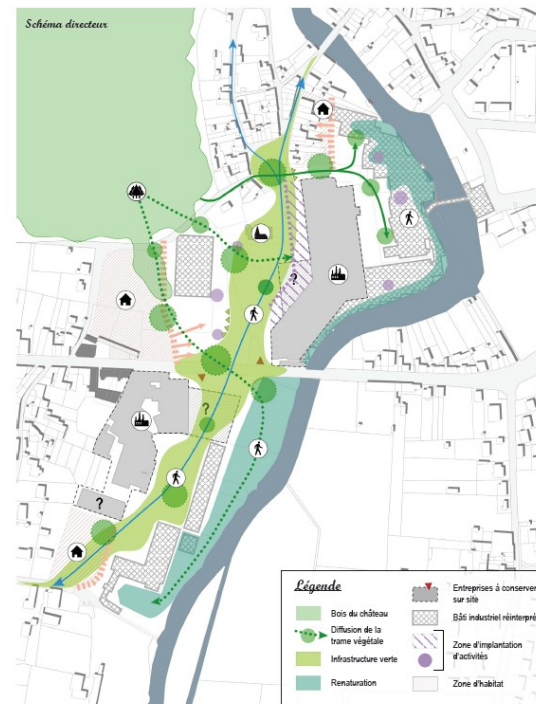 Schéma directeur
?
?
?
Légende
Bois du château
Diffusion de la
trame végétale
Infrastructure verte
Renaturation
Entreprises à conserver
sur site
Bâti industriel réinterpré
Zone d'implantation
d'activités
Zone d'habitat